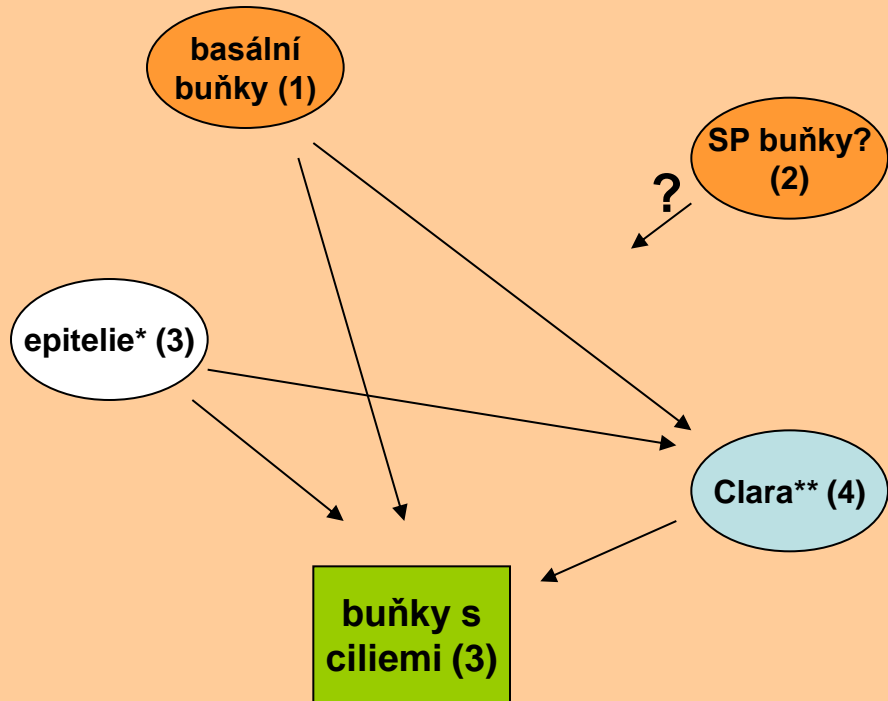 basální
buňky (1)
SP buňky?
(2)
?
epitelie* (3)
Clara** (4)
buňky s
ciliemi (3)